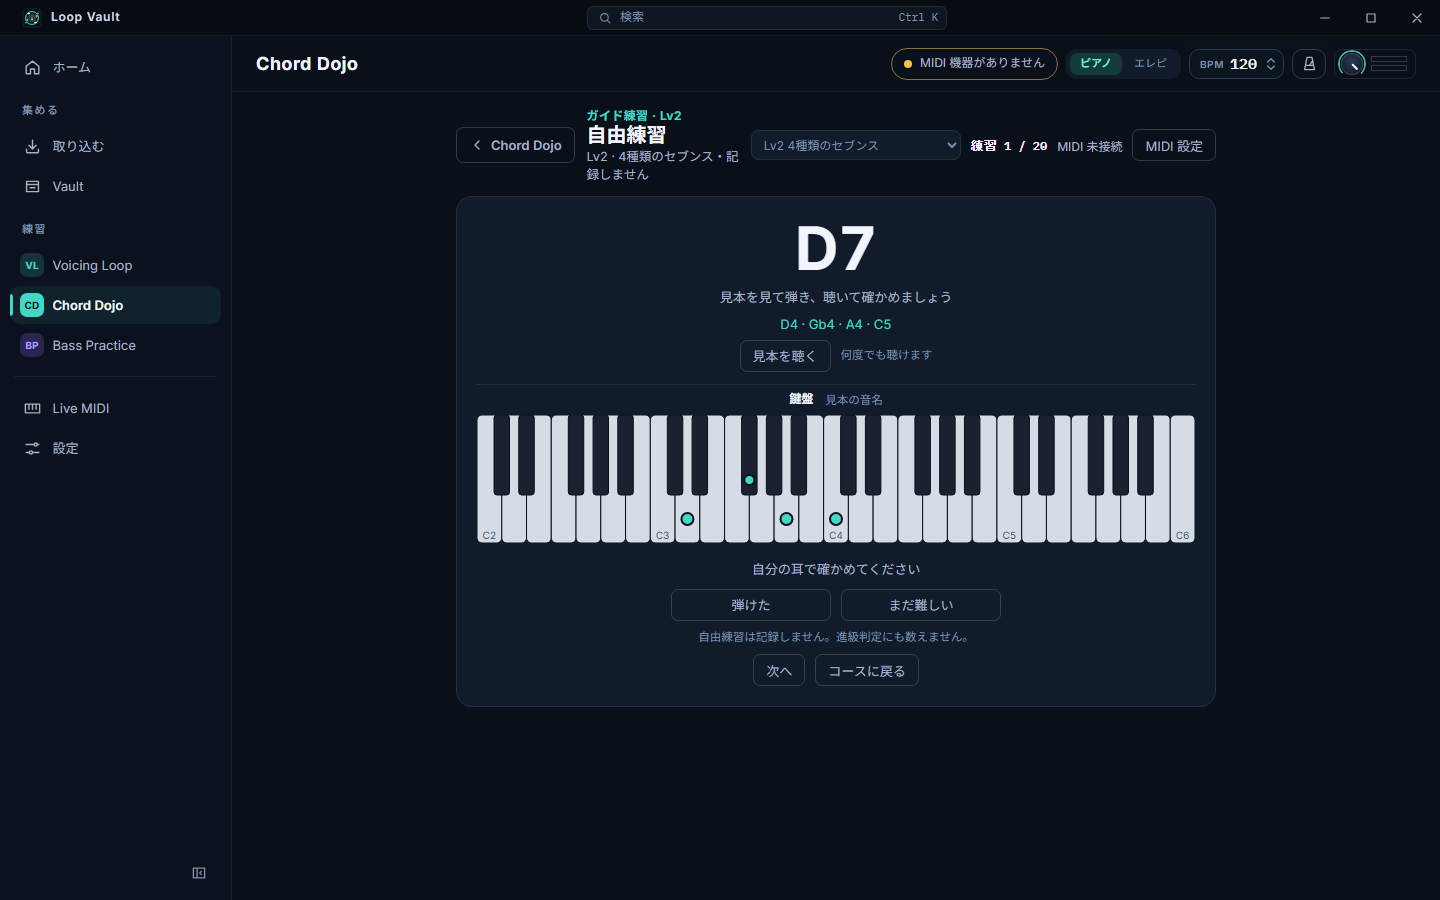 Loop Vault
検索
Ctrl K
ホーム
集める
取り込む
Vault
練習
VL Voicing Loop
CD Chord Dojo
BP Bass Practice
Live MIDI
設定
Chord Dojo
MIDI 機器がありません
ピアノ
エレピ
BPM 120
Chord Dojo
ガイド練習 · Lv2
自由練習
Lv2 · 4種類のセブンス・記
録しません
Lv2 4種類のセブンス
練習 1 / 20
MIDI 未接続
MIDI 設定
D7
見本を見て弾き、聴いて確かめましょう
D4 · Gb4 · A4 · C5
見本を聴く
何度でも聴けます
鍵盤 見本の音名
C2 C3 C4 C5 C6
自分の耳で確かめてください
弾けた
まだ難しい
自由練習は記録しません。進級判定にも数えません。
次へ
コースに戻る